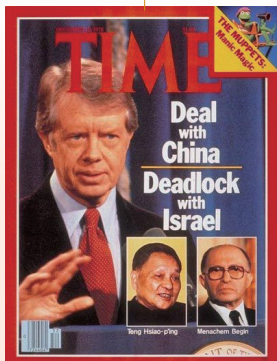 THE MUPPETS:
Manic Magic
TIME
Deal
with
China
Deadlock
with
Israel
Teng Hsiao-p'ing
Menachem Begin